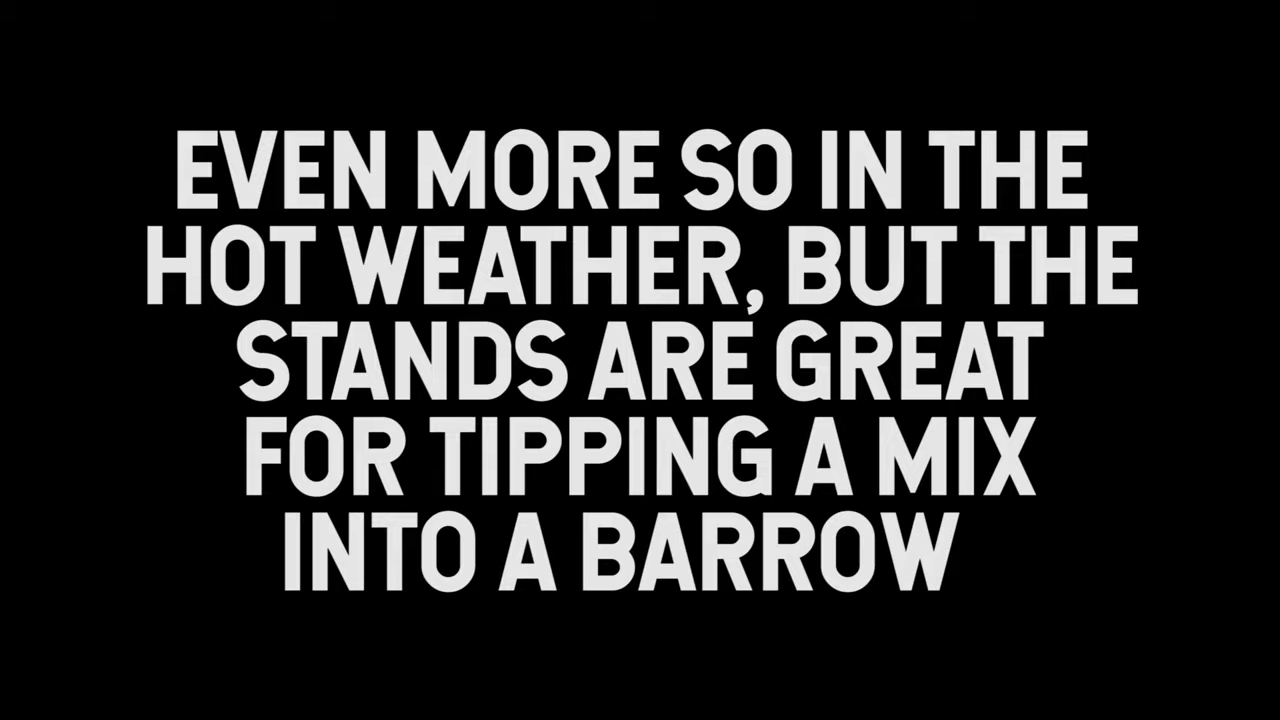 EVEN MORE SO IN THE
HOT WEATHER, BUT THE
STANDS ARE GREAT
FOR TIPPING A MIX
INTO A BARROW